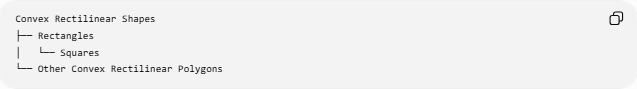 Convex Rectilinear Shapes
├── Rectangles
│   └── Squares
└── Other Convex Rectilinear Polygons